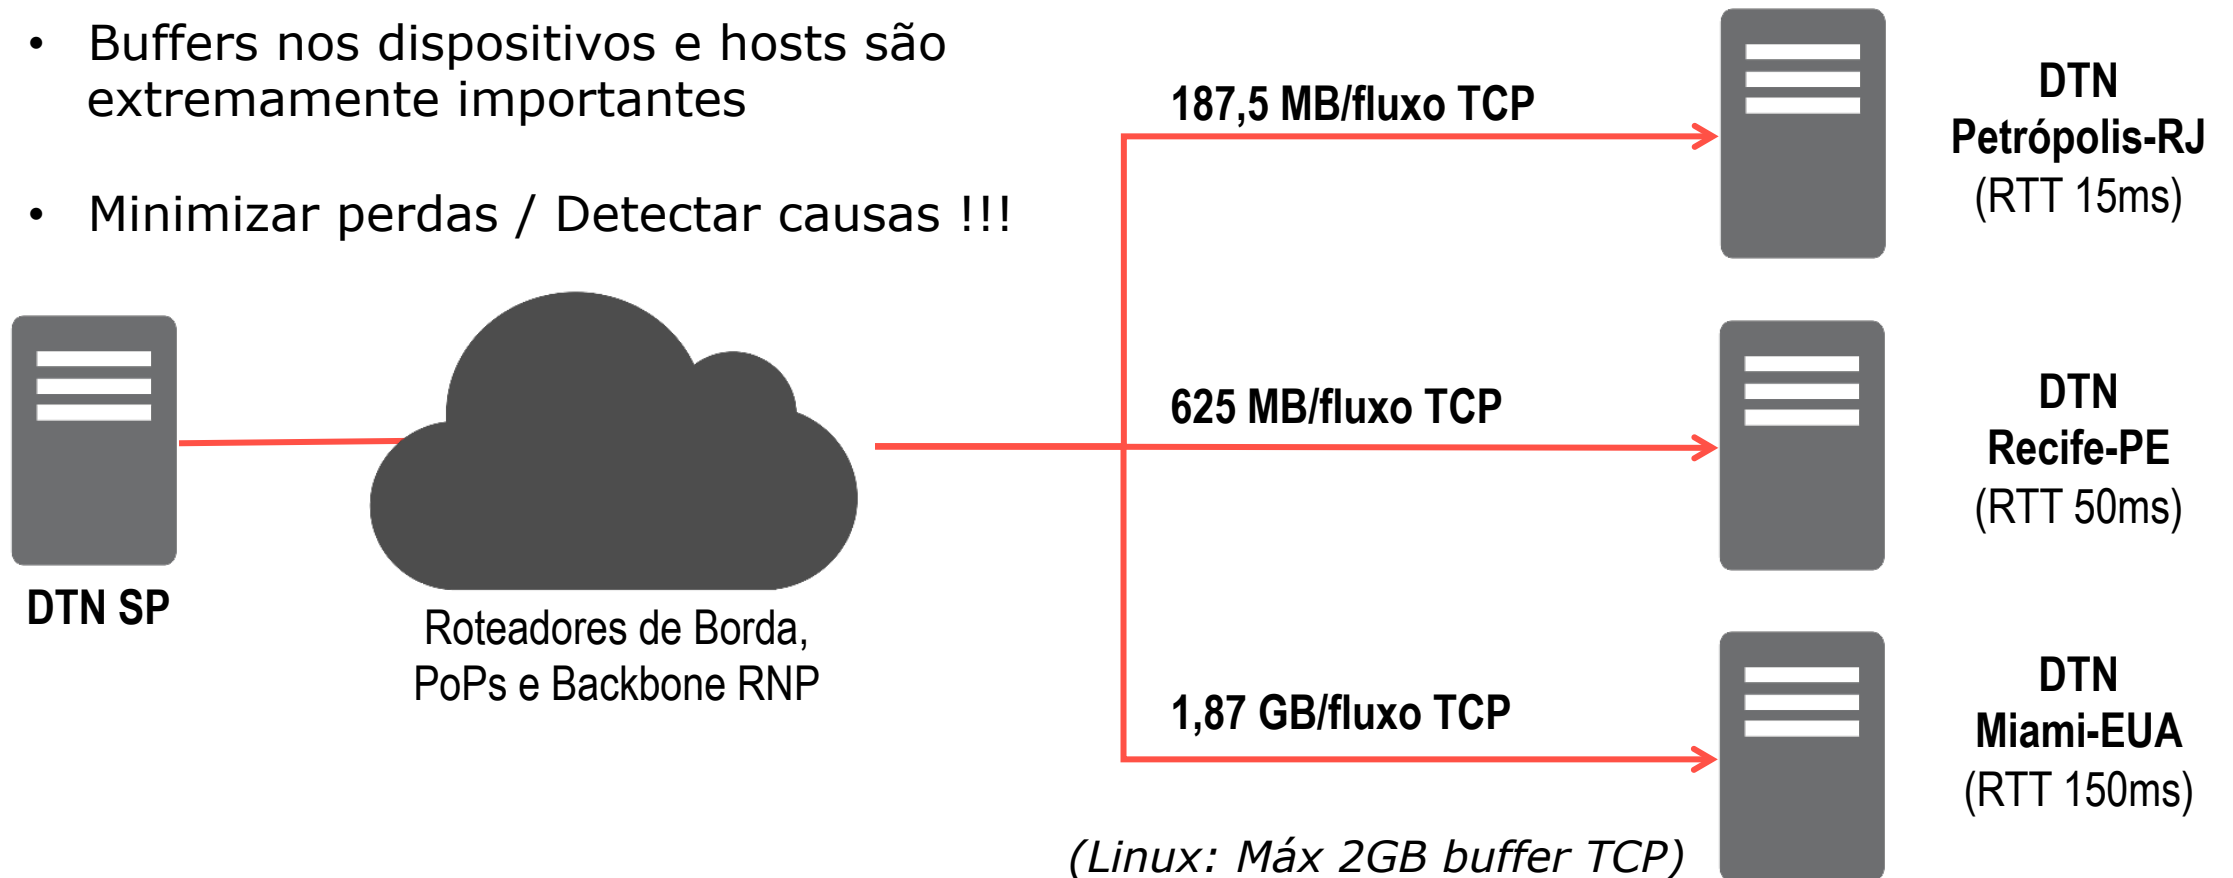 • Buffers nos dispositivos e hosts são
extremamente importantes
• Minimizar perdas / Detectar causas !!!
DTN SP
Roteadores de Borda,
PoPs e Backbone RNP
187,5 MB/fluxo TCP
DTN
Petrópolis-RJ
(RTT 15ms)
625 MB/fluxo TCP
DTN
Recife-PE
(RTT 50ms)
1,87 GB/fluxo TCP
DTN
Miami-EUA
(RTT 150ms)
(Linux: Máx 2GB buffer TCP)